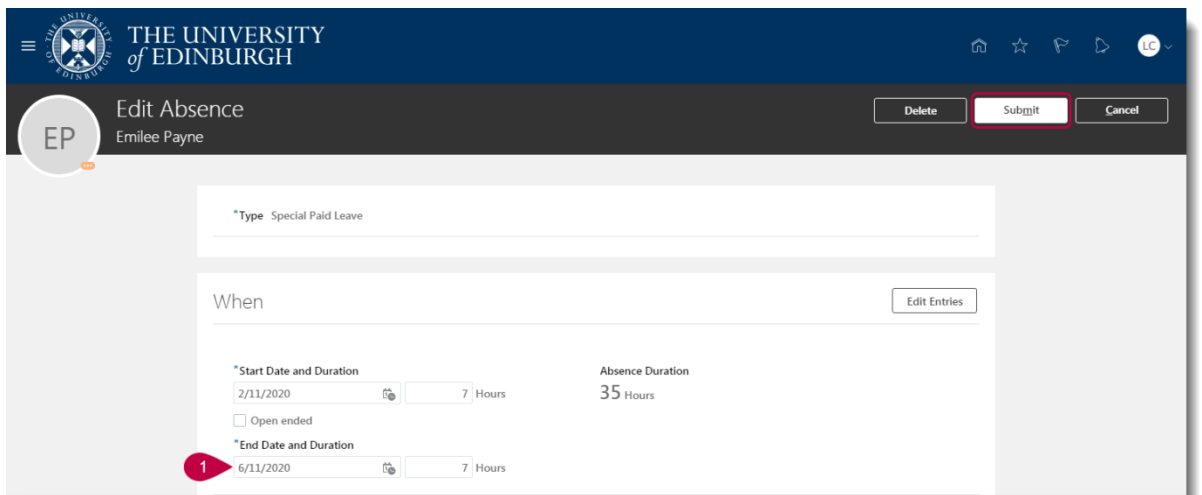 THE UNIVERSITY
of EDINBURGH
LC
Edit Absence
EP
Emilee Payne
Delete
Submit
Cancel
*Type Special Paid Leave
When
Edit Entries
*Start Date and Duration
Absence Duration
2/11/2020 7 Hours
35 Hours
Open ended
*End Date and Duration
1
6/11/2020 7 Hours